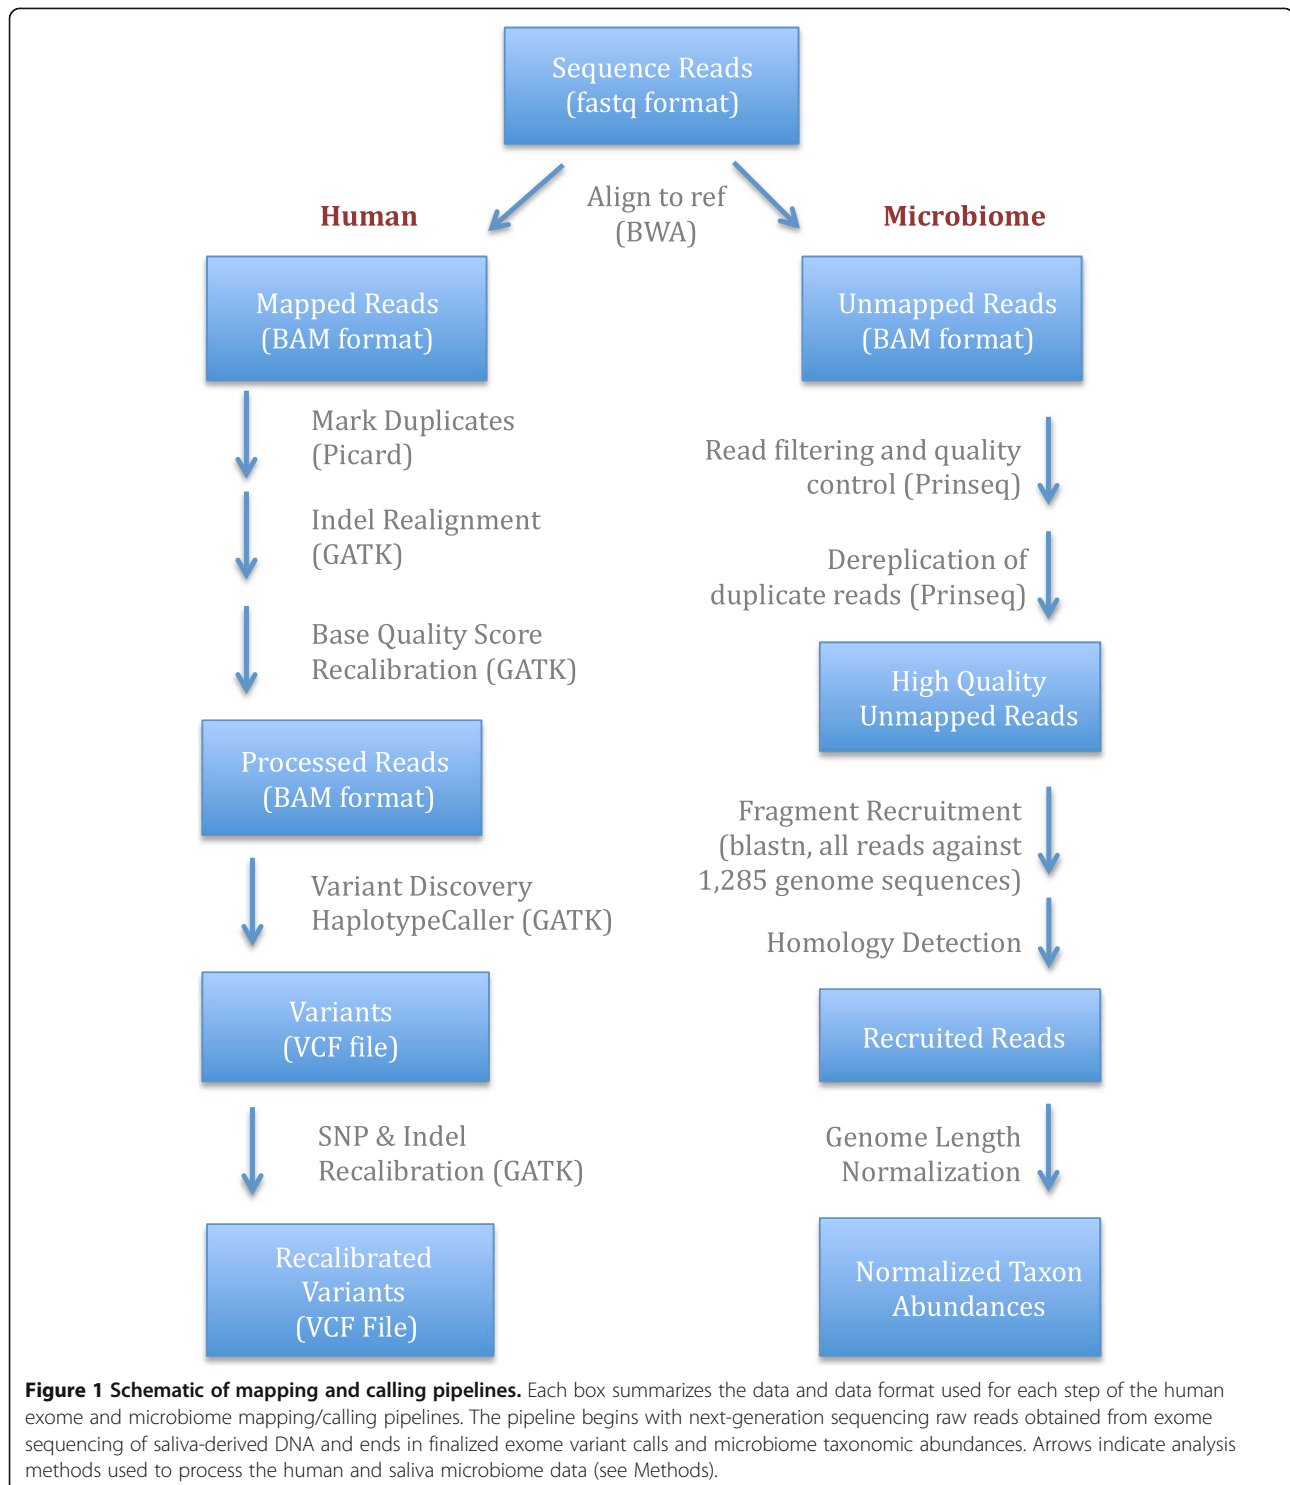 Sequence Reads
(fastq format)
Align to ref
(BWA)
Human
Microbiome
Mapped Reads
(BAM format)
Unmapped Reads
(BAM format)
Mark Duplicates
(Picard)
Indel Realignment
(GATK)
Base Quality Score
Recalibration (GATK)
Processed Reads
(BAM format)
Variant Discovery
HaplotypeCaller (GATK)
Variants
(VCF file)
SNP & Indel
Recalibration (GATK)
Recalibrated
Variants
(VCF File)
Read filtering and quality
control (Prinseq)
Dereplication of
duplicate reads (Prinseq)
High Quality
Unmapped Reads
Fragment Recruitment
(blastn, all reads against
1,285 genome sequences)
Homology Detection
Recruited Reads
Genome Length
Normalization
Normalized Taxon
Abundances
Figure 1 Schematic of mapping and calling pipelines. Each box summarizes the data and data format used for each step of the human
exome and microbiome mapping/calling pipelines. The pipeline begins with next-generation sequencing raw reads obtained from exome
sequencing of saliva-derived DNA and ends in finalized exome variant calls and microbiome taxonomic abundances. Arrows indicate analysis
methods used to process the human and saliva microbiome data (see Methods).